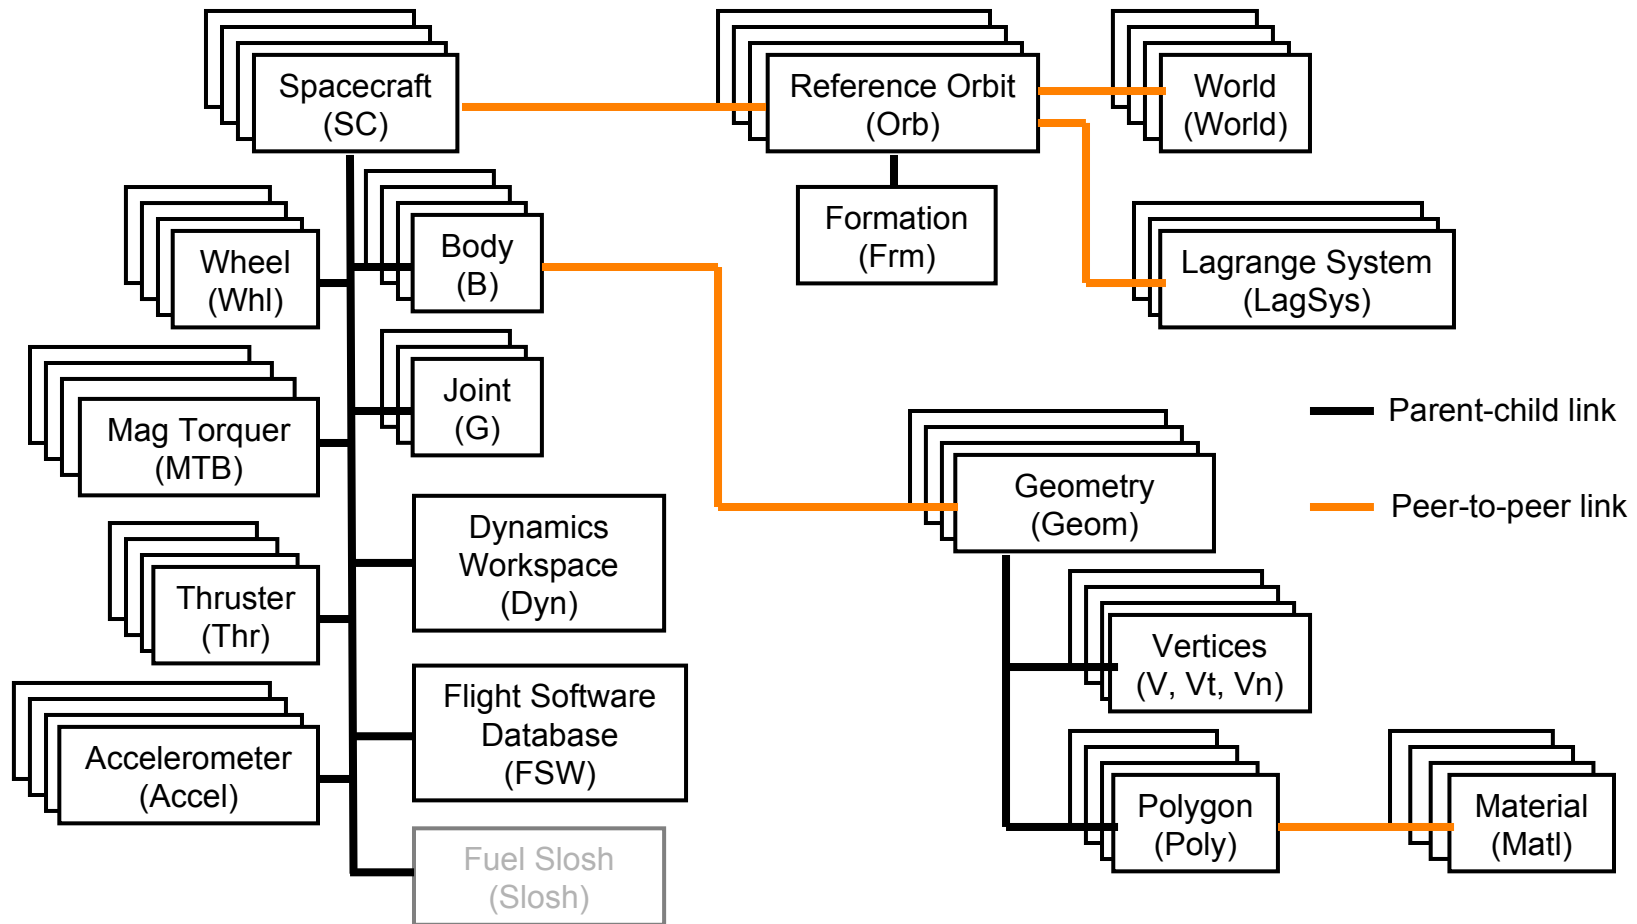 Spacecraft
(SC)
Reference Orbit
(Orb)
World
(World)
Formation
(Frm)
Lagrange System
(LagSys)
Wheel
(Whl)
Body
(B)
Mag Torquer
(MTB)
Joint
(G)
Parent-child link
Peer-to-peer link
Geometry
(Geom)
Dynamics
Workspace
(Dyn)
Thruster
(Thr)
Vertices
(V, Vt, Vn)
Flight Software
Database
(FSW)
Accelerometer
(Accel)
Polygon
(Poly)
Material
(Matl)
Fuel Slosh
(Slosh)